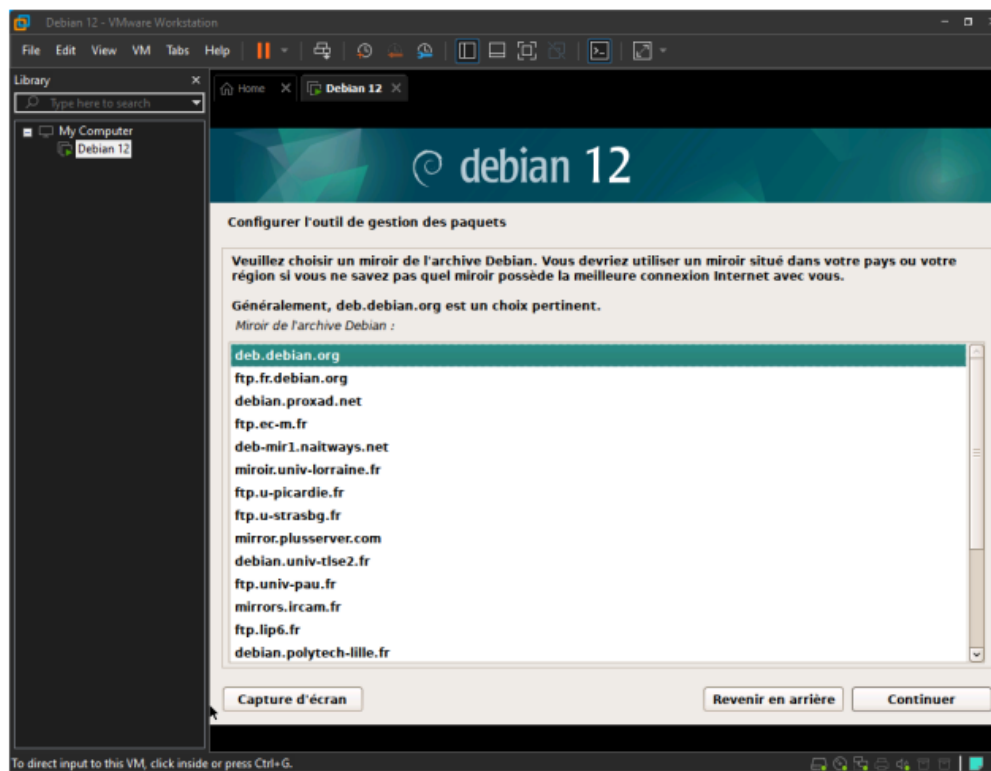 Debian 12 - VMware Workstation
File Edit View VM Tabs Help
Library
Type here to search
My Computer
Debian 12
Home
Debian 12
debian 12
Configurer l'outil de gestion des paquets
Veuillez choisir un miroir de l'archive Debian. Vous devriez utiliser un miroir situé dans votre pays ou votre
région si vous ne savez pas quel miroir possède la meilleure connexion Internet avec vous.
Généralement, deb.debian.org est un choix pertinent.
Miroir de l'archive Debian :
deb.debian.org
ftp.fr.debian.org
debian.proxad.net
ftp.ec-m.fr
deb-mir1.naitways.net
miroir.univ-lorraine.fr
ftp.u-picardie.fr
ftp.u-strasbg.fr
mirror.plusserver.com
debian.univ-tlse2.fr
ftp.univ-pau.fr
mirrors.ircam.fr
ftp.lip6.fr
debian.polytech-lille.fr
Capture d'écran
Revenir en arrière
Continuer
To direct input to this VM, click inside or press Ctrl+G.